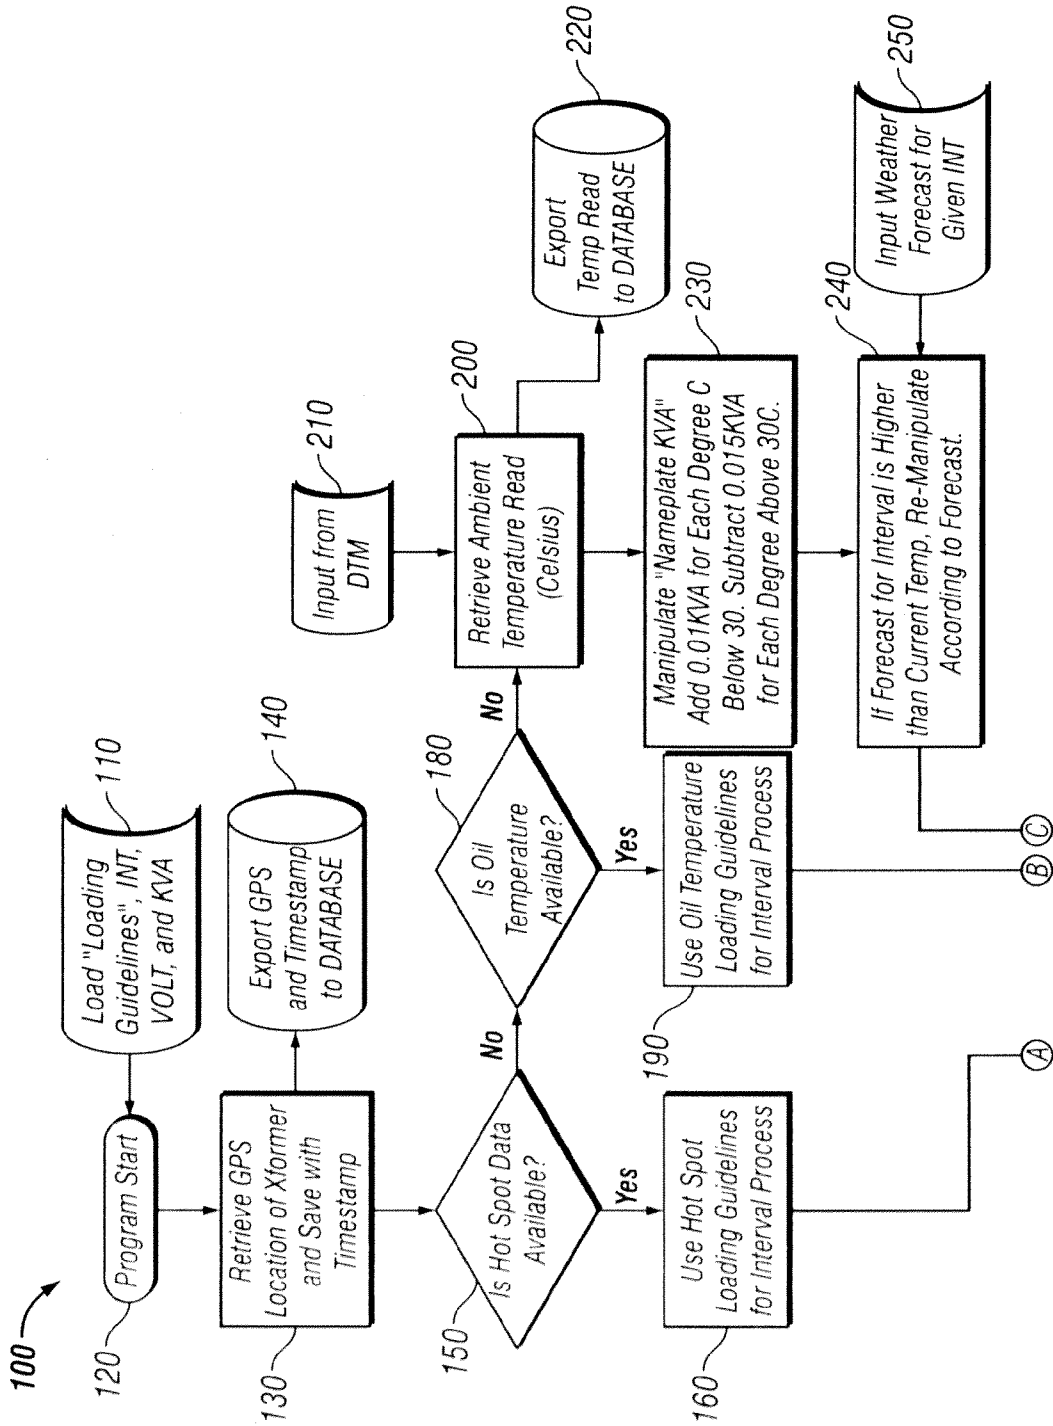 100
110
Load "Loading
Guidelines", INT,
VOLT, and KVA
120
Program Start
130
Retrieve GPS
Location of Xformer
and Save with
Timestamp
140
Export GPS
and Timestamp
to DATABASE
150
Is Hot Spot Data
Available?
No
Yes
160
Use Hot Spot
Loading Guidelines
for Interval Process
A
180
Is Oil
Temperature
Available?
No
Yes
190
Use Oil Temperature
Loading Guidelines
for Interval Process
B
210
Input from
DTM
200
Retrieve Ambient
Temperature Read
(Celsius)
220
Export
Temp Read
to DATABASE
230
Manipulate "Nameplate KVA"
Add 0.01KVA for Each Degree C
Below 30. Subtract 0.015KVA
for Each Degree Above 30C.
240
If Forecast for Interval is Higher
than Current Temp, Re-Manipulate
According to Forecast.
250
Input Weather
Forecast for
Given INT
C